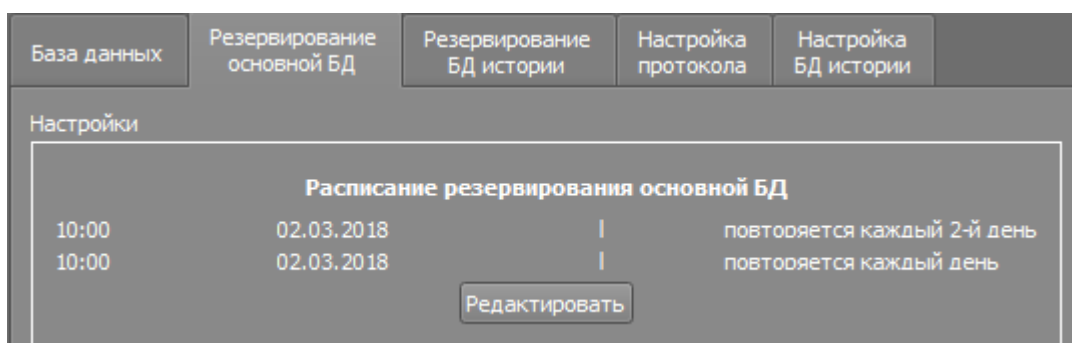 База данных
Резервирование
основной БД
Резервирование
БД истории
Настройка
протокола
Настройка
БД истории
Настройки
Расписание резервирования основной БД
10:00 02.03.2018 | повторяется каждый 2-й день
10:00 02.03.2018 | повторяется каждый день
Редактировать